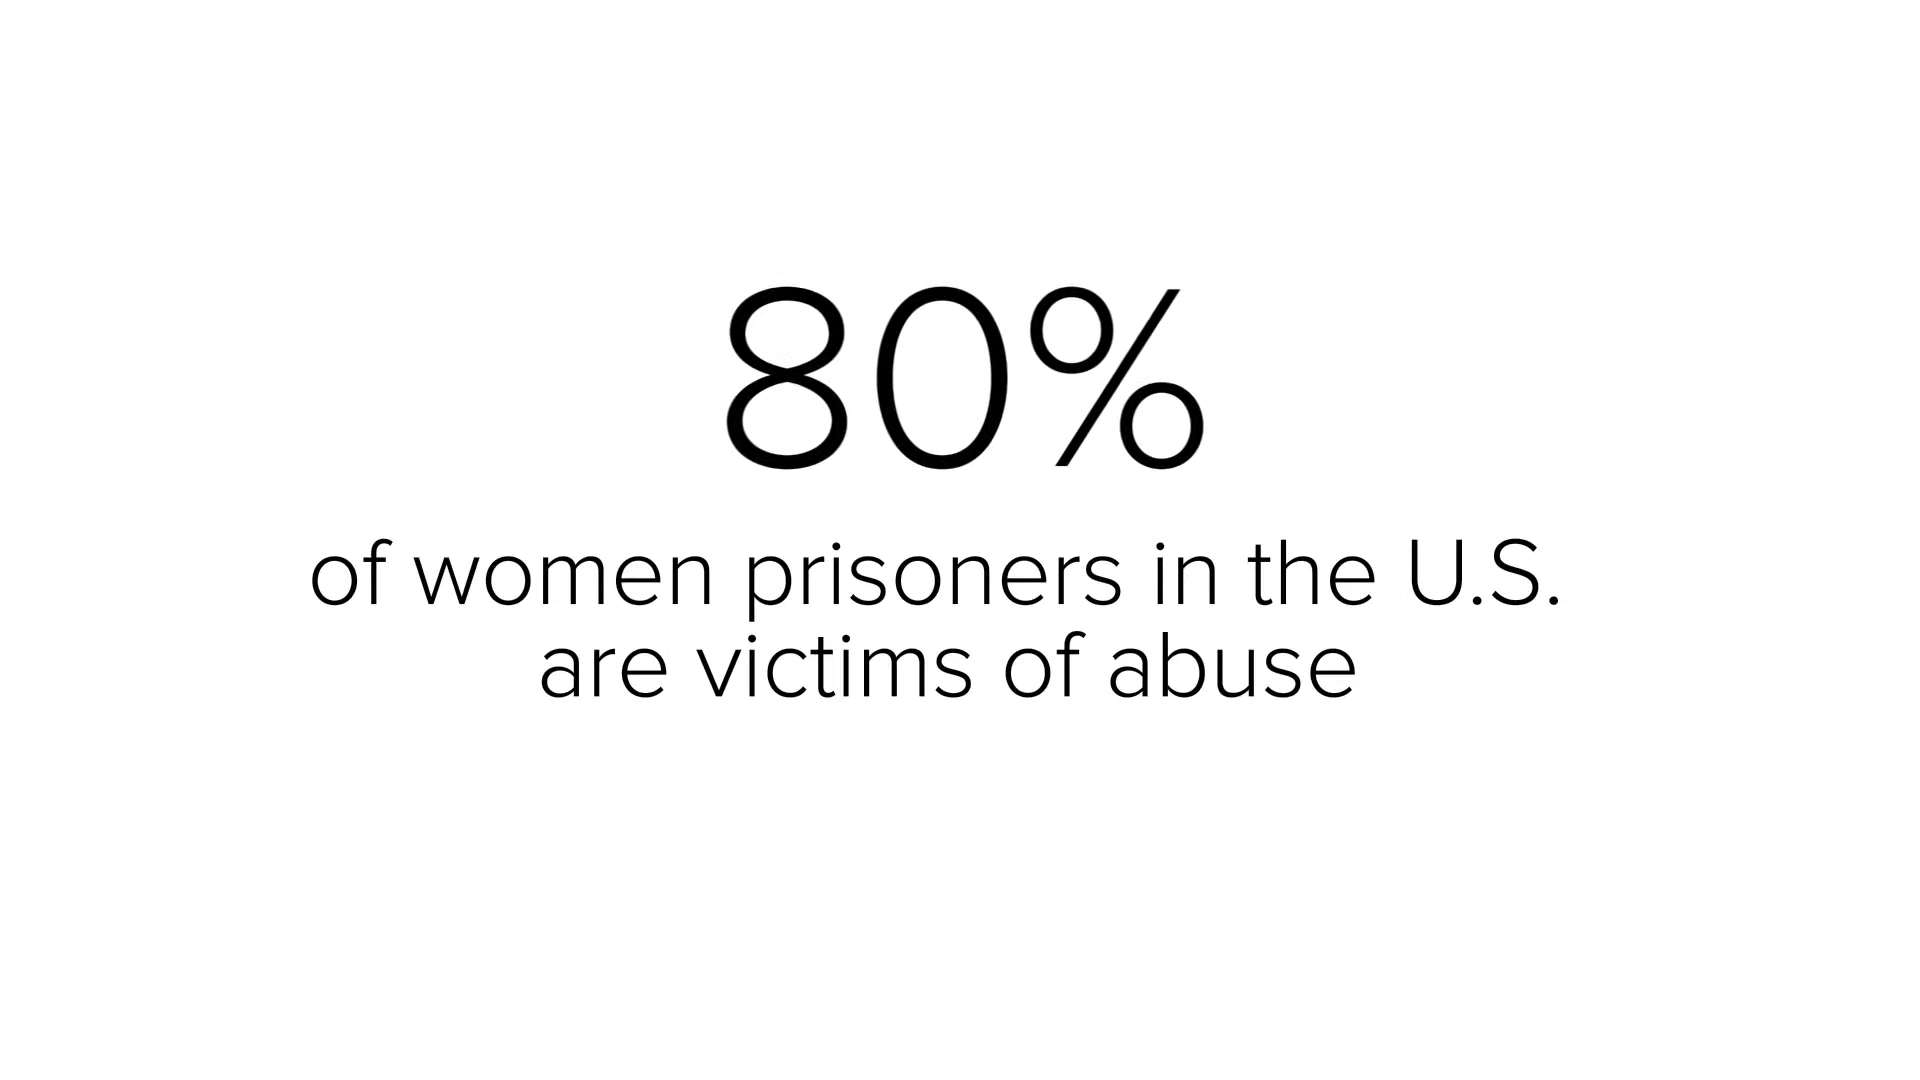 80%
of women prisoners in the U.S.
are victims of abuse